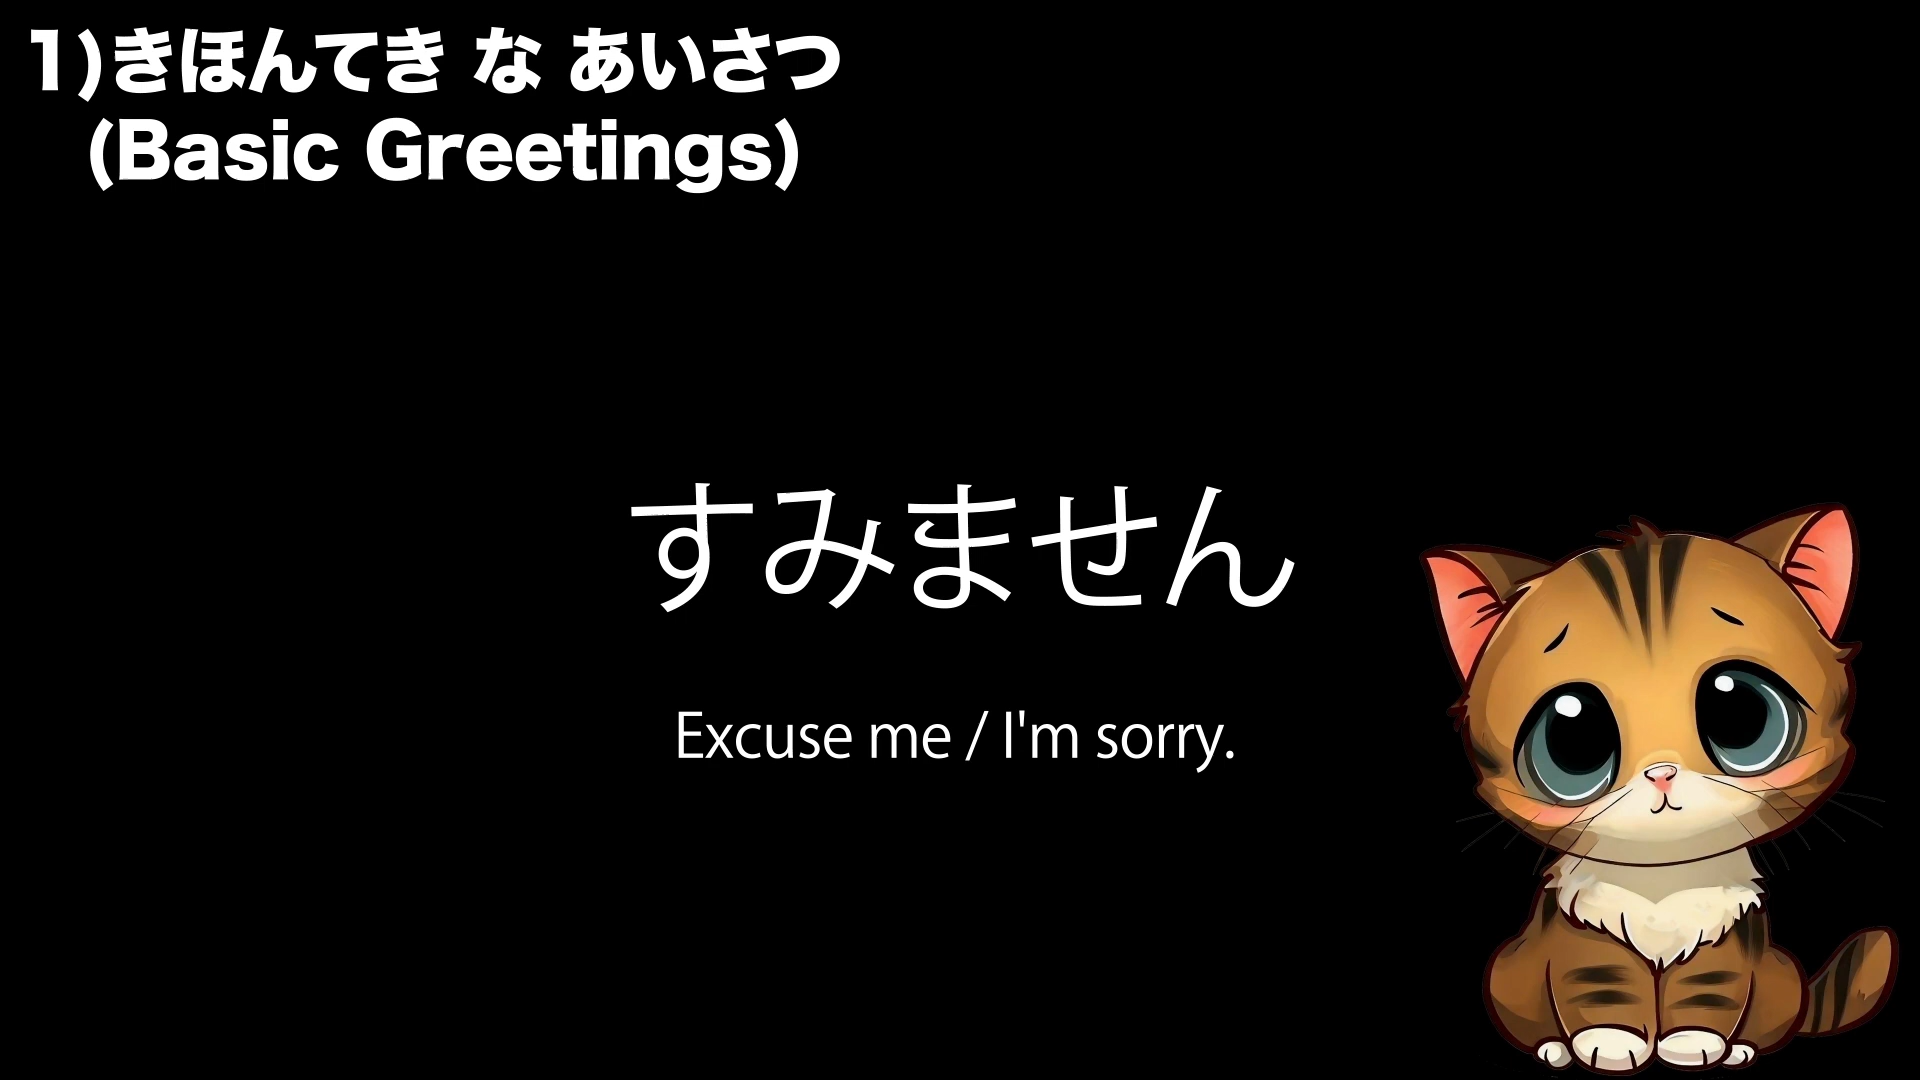 1)きほんてき な あいさつ
(Basic Greetings)
すみません
Excuse me / I'm sorry.